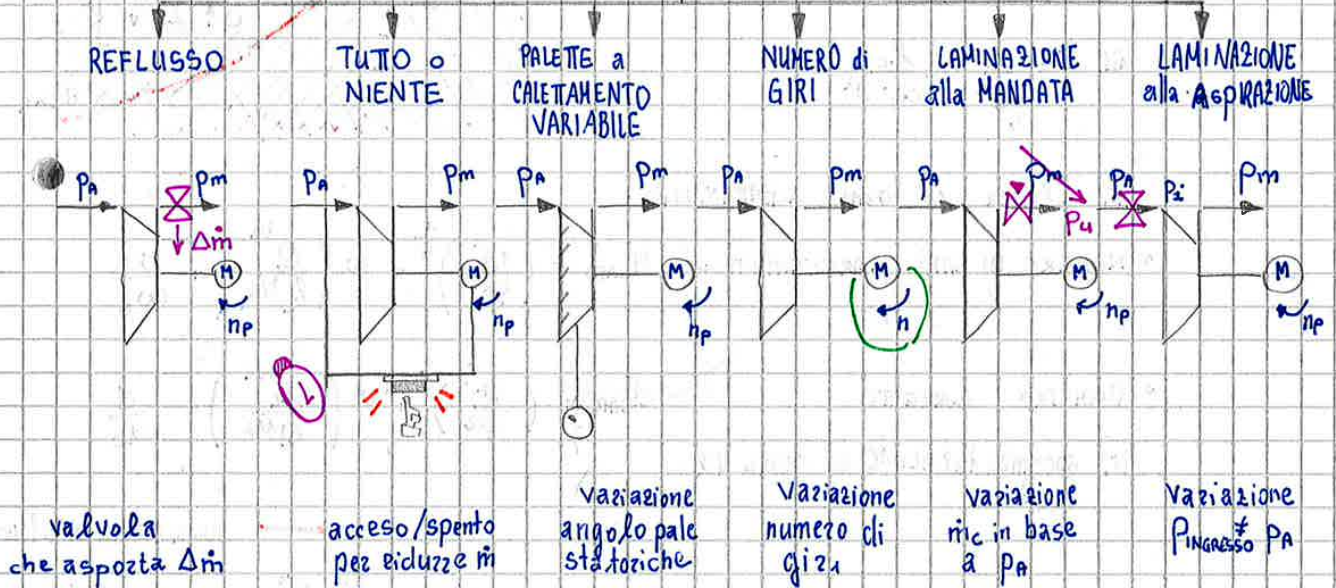 REFLUSSO
TUTTO o
NIENTE
PALETTE a
CALETTAMENTO
VARIABILE
NUMERO di
GIRI
LAMINAZIONE
alla MANDATA
LAMINAZIONE
alla ASPIRAZIONE
PA
Pm
Δṁ
M
np
PA
Pm
M
np
1
PA
Pm
M
np
PA
Pm
M
n
PA
Pm
Pu
M
np
PA
Pi
Pm
M
np
valvola
che asporta Δṁ
acceso/spento
per ridurre ṁ
variazione
angolo pale
statoriche
Variazione
numero di
giri
variazione
ṁc in base
a PA
Variazione
PINGRESSO ≠ PA